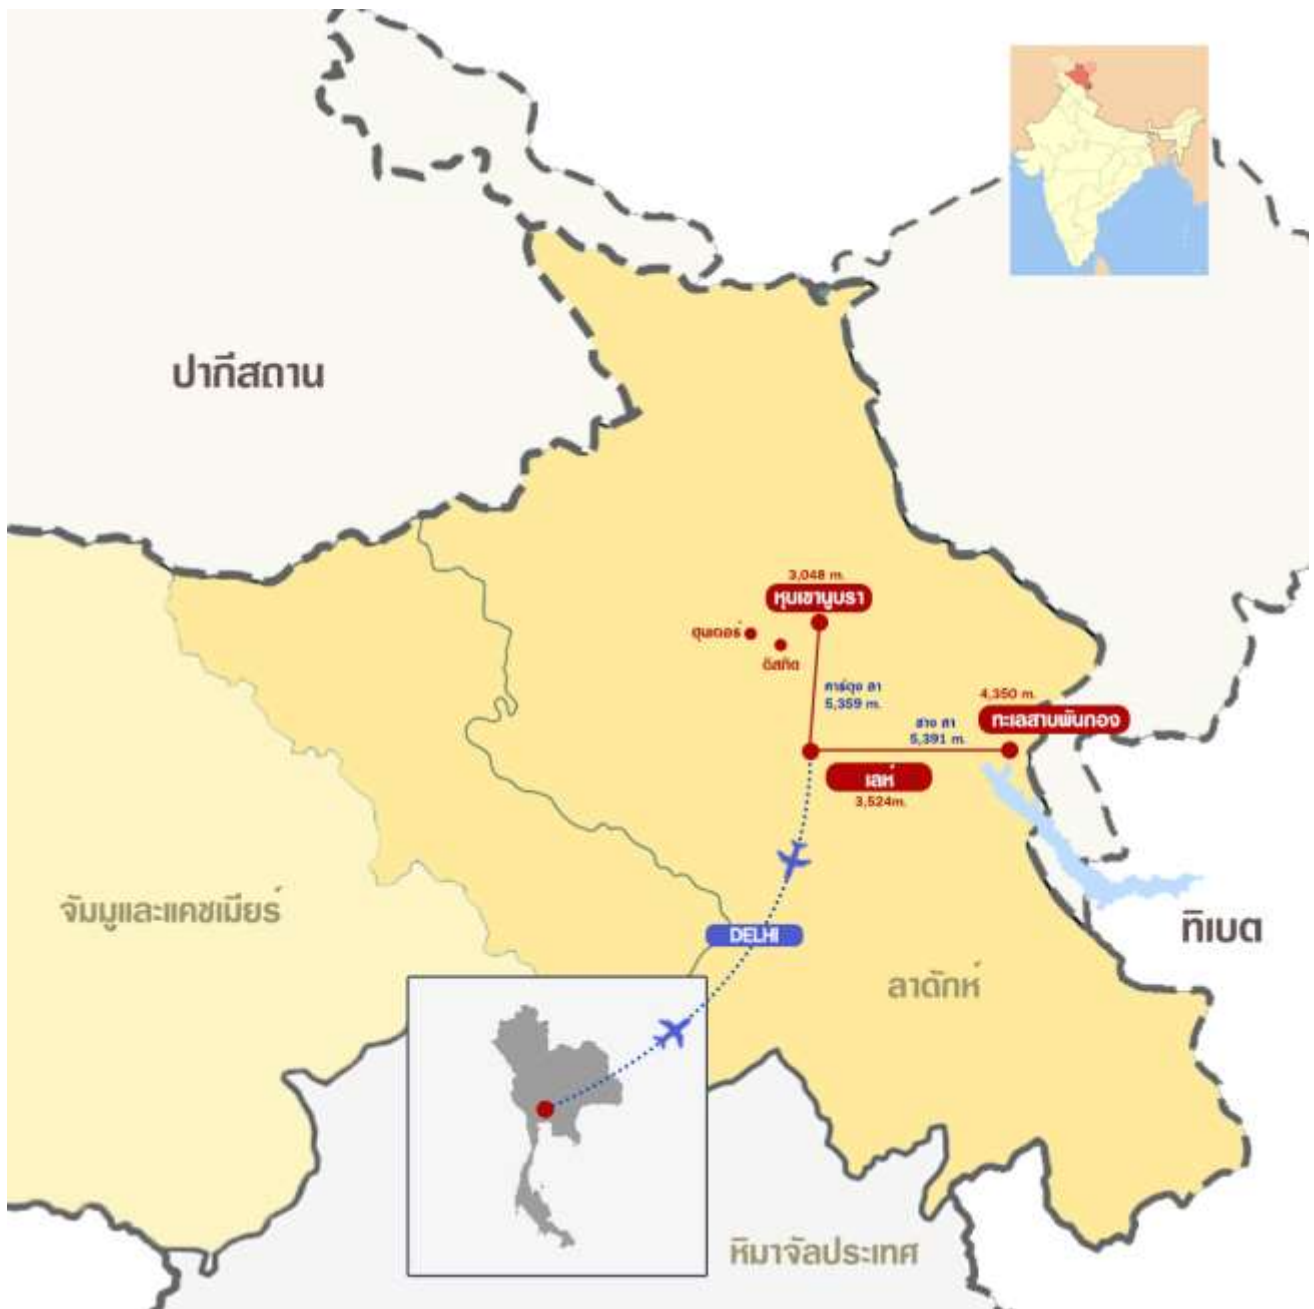 ปากีสถาน
3,048 m.
หุบเขานูบรา
ฮุนเดอร์
ดิสกิต
คาร์ดุง ลา
5,359 m.
4,350 m.
ทะเลสาบพันกอง
ชาง ลา
5,391 m.
เลห์
3,524m.
จัมมูและแคชเมียร์
DELHI
ทิเบต
ลาดักห์
หิมาจัลประเทศ